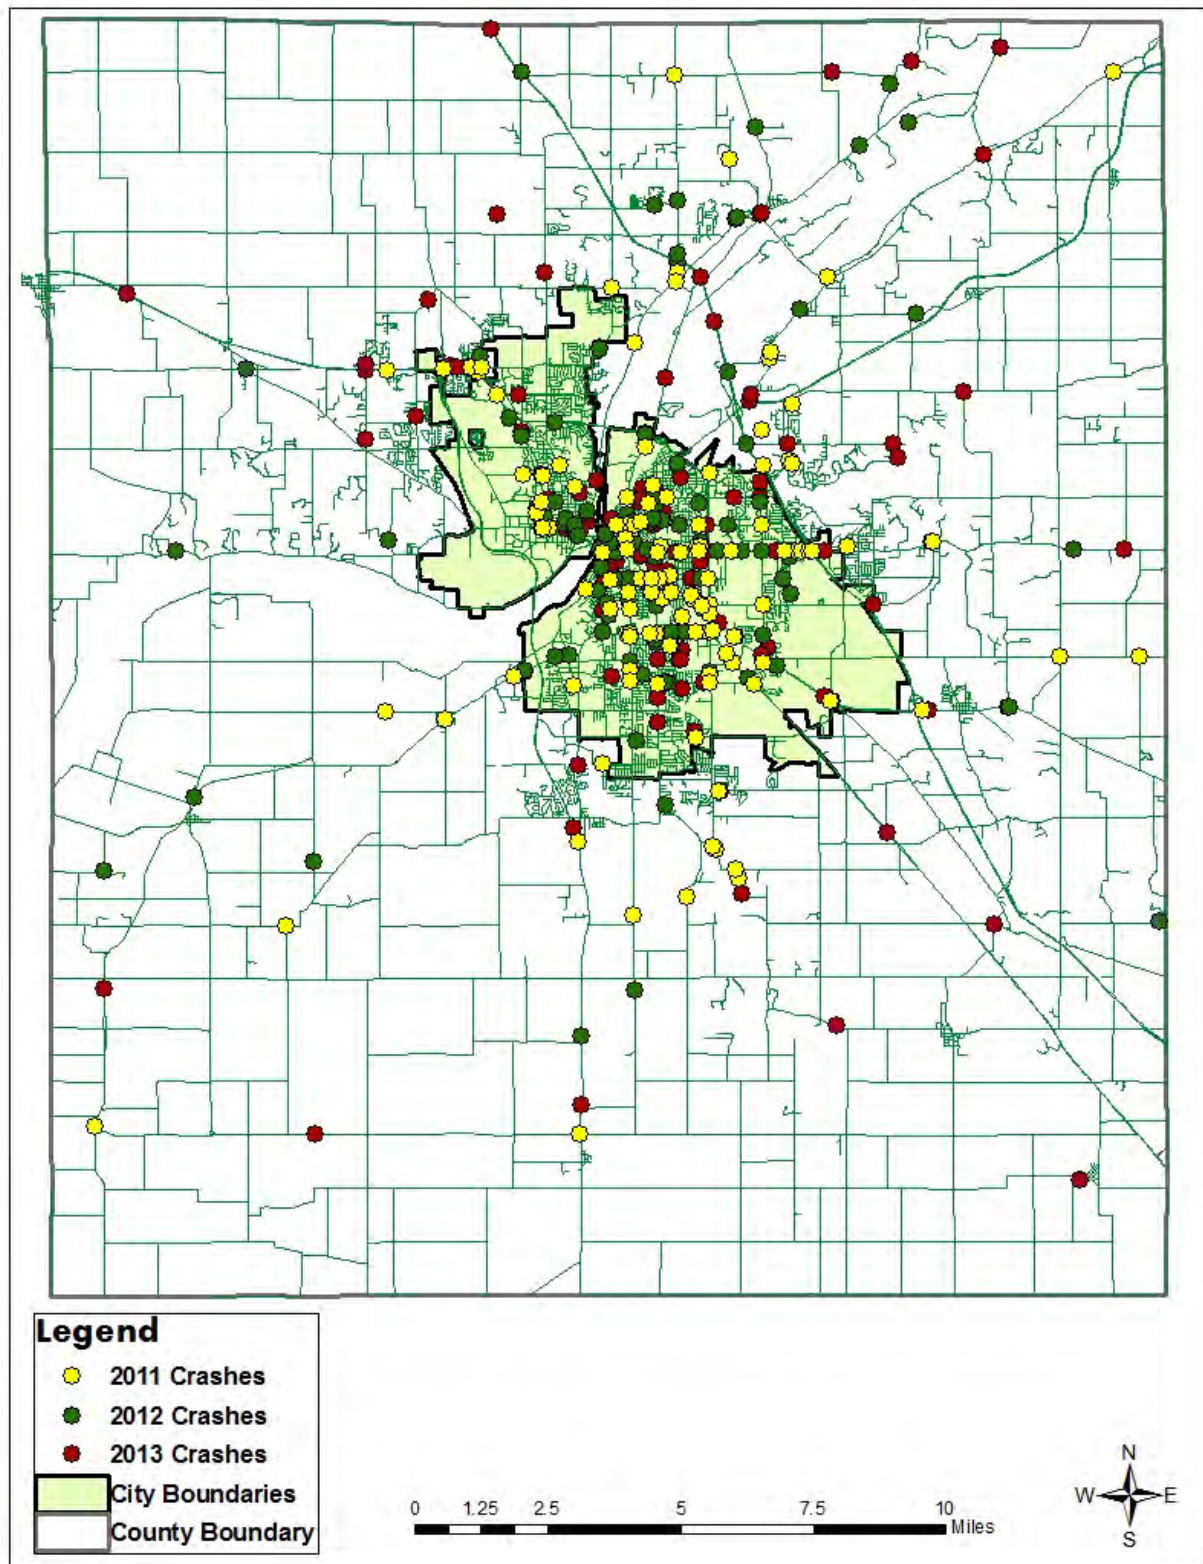 Legend
2011 Crashes
2012 Crashes
2013 Crashes
City Boundaries
County Boundary
0 1.25 2.5 5 7.5 10
Miles
N
W E
S